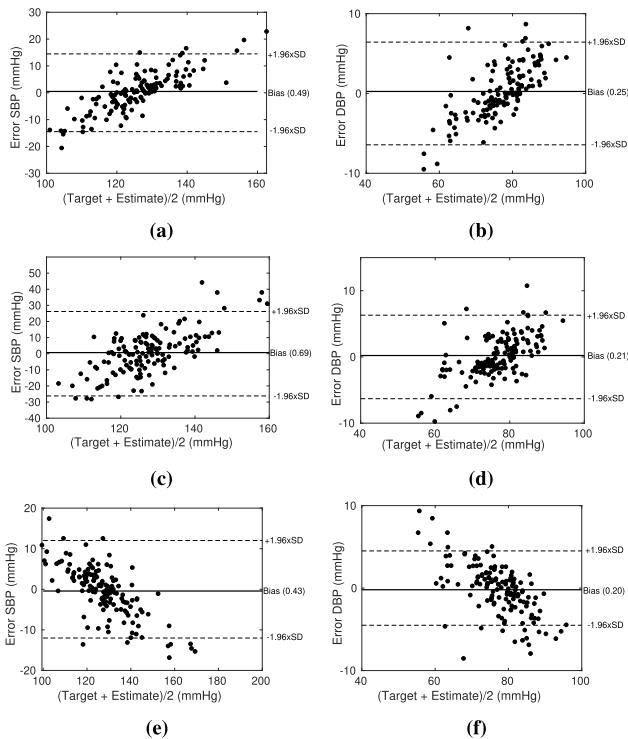 30
20
10
0
-10
-20
-30
Error SBP (mmHg)
+1.96xSD
Bias (0.49)
-1.96xSD
100 120 140 160
(Target + Estimate)/2 (mmHg)
(a)
10
0
-10
Error DBP (mmHg)
+1.96xSD
Bias (0.25)
-1.96xSD
40 60 80 100
(Target + Estimate)/2 (mmHg)
(b)
50
40
30
20
10
0
-10
-20
-30
-40
Error SBP (mmHg)
+1.96xSD
Bias (0.69)
-1.96xSD
100 120 140 160
(Target + Estimate)/2 (mmHg)
(c)
10
0
-10
Error DBP (mmHg)
+1.96xSD
Bias (0.21)
-1.96xSD
40 60 80 100
(Target + Estimate)/2 (mmHg)
(d)
20
10
0
-10
-20
Error SBP (mmHg)
+1.96xSD
Bias (0.43)
-1.96xSD
100 120 140 160 180 200
(Target + Estimate)/2 (mmHg)
(e)
10
0
-10
Error DBP (mmHg)
+1.96xSD
Bias (0.20)
-1.96xSD
40 60 80 100
(Target + Estimate)/2 (mmHg)
(f)